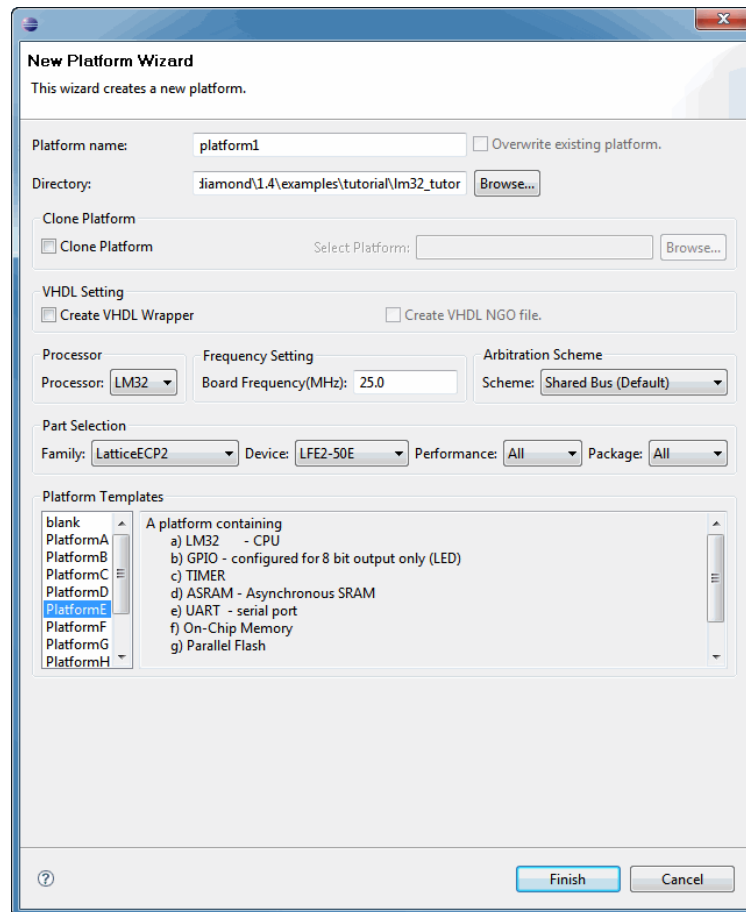 New Platform Wizard
This wizard creates a new platform.
Platform name: platform1 Overwrite existing platform.
Directory: diamond\1.4\examples\tutorial\lm32_tutor Browse...
Clone Platform
Clone Platform Select Platform: Browse...
VHDL Setting
Create VHDL Wrapper Create VHDL NGO file.
Processor Frequency Setting Arbitration Scheme
Processor: LM32 Board Frequency(MHz): 25.0 Scheme: Shared Bus (Default)
Part Selection
Family: LatticeECP2 Device: LFE2-50E Performance: All Package: All
Platform Templates
blank
PlatformA
PlatformB
PlatformC
PlatformD
PlatformE
PlatformF
PlatformG
PlatformH
A platform containing
a) LM32 - CPU
b) GPIO - configured for 8 bit output only (LED)
c) TIMER
d) ASRAM - Asynchronous SRAM
e) UART - serial port
f) On-Chip Memory
g) Parallel Flash
Finish Cancel